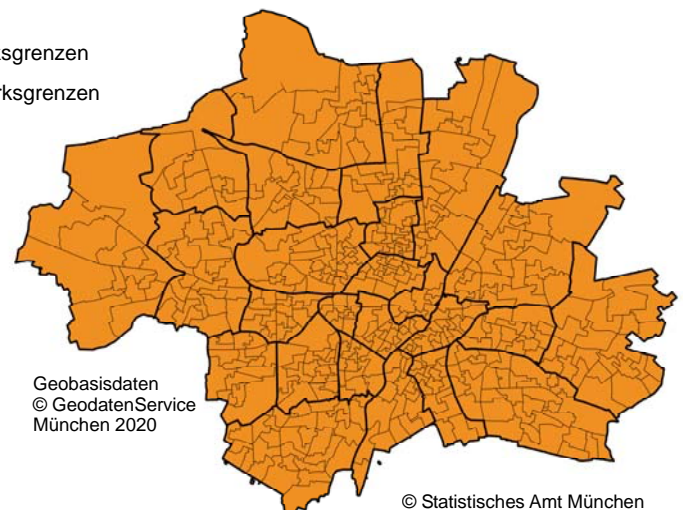 sgrenzen
rksgrenzen
Geobasisdaten
© GeodatenService
München 2020
© Statistisches Amt München